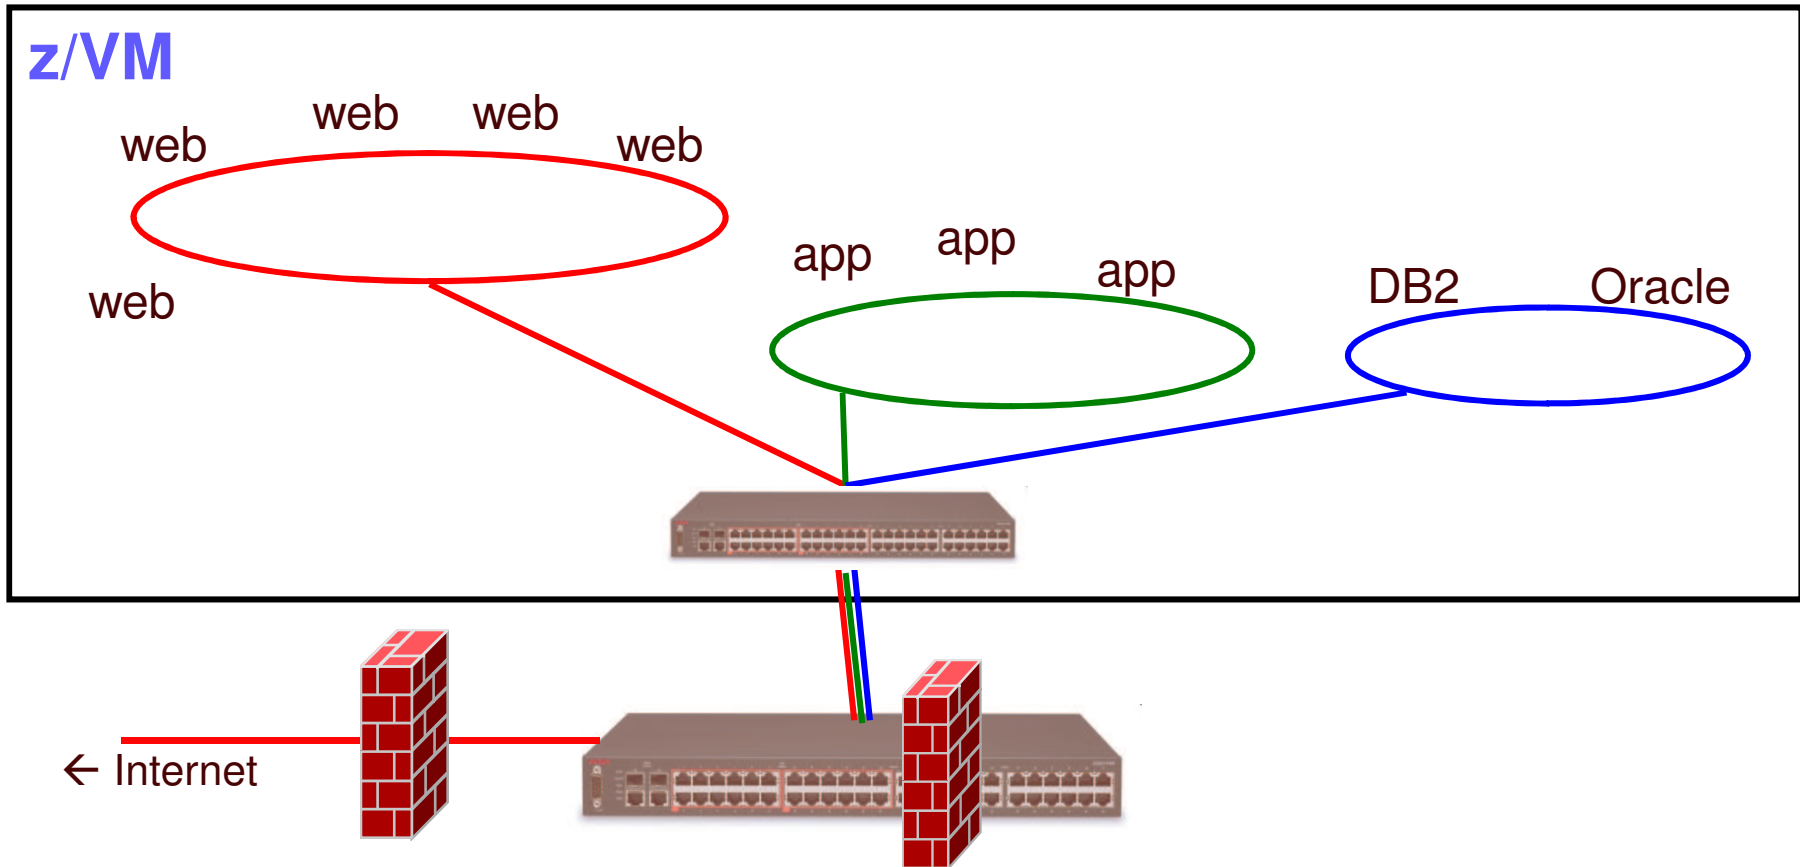 z/VM
web
web
web
web
web
app
app
app
DB2
Oracle
← Internet